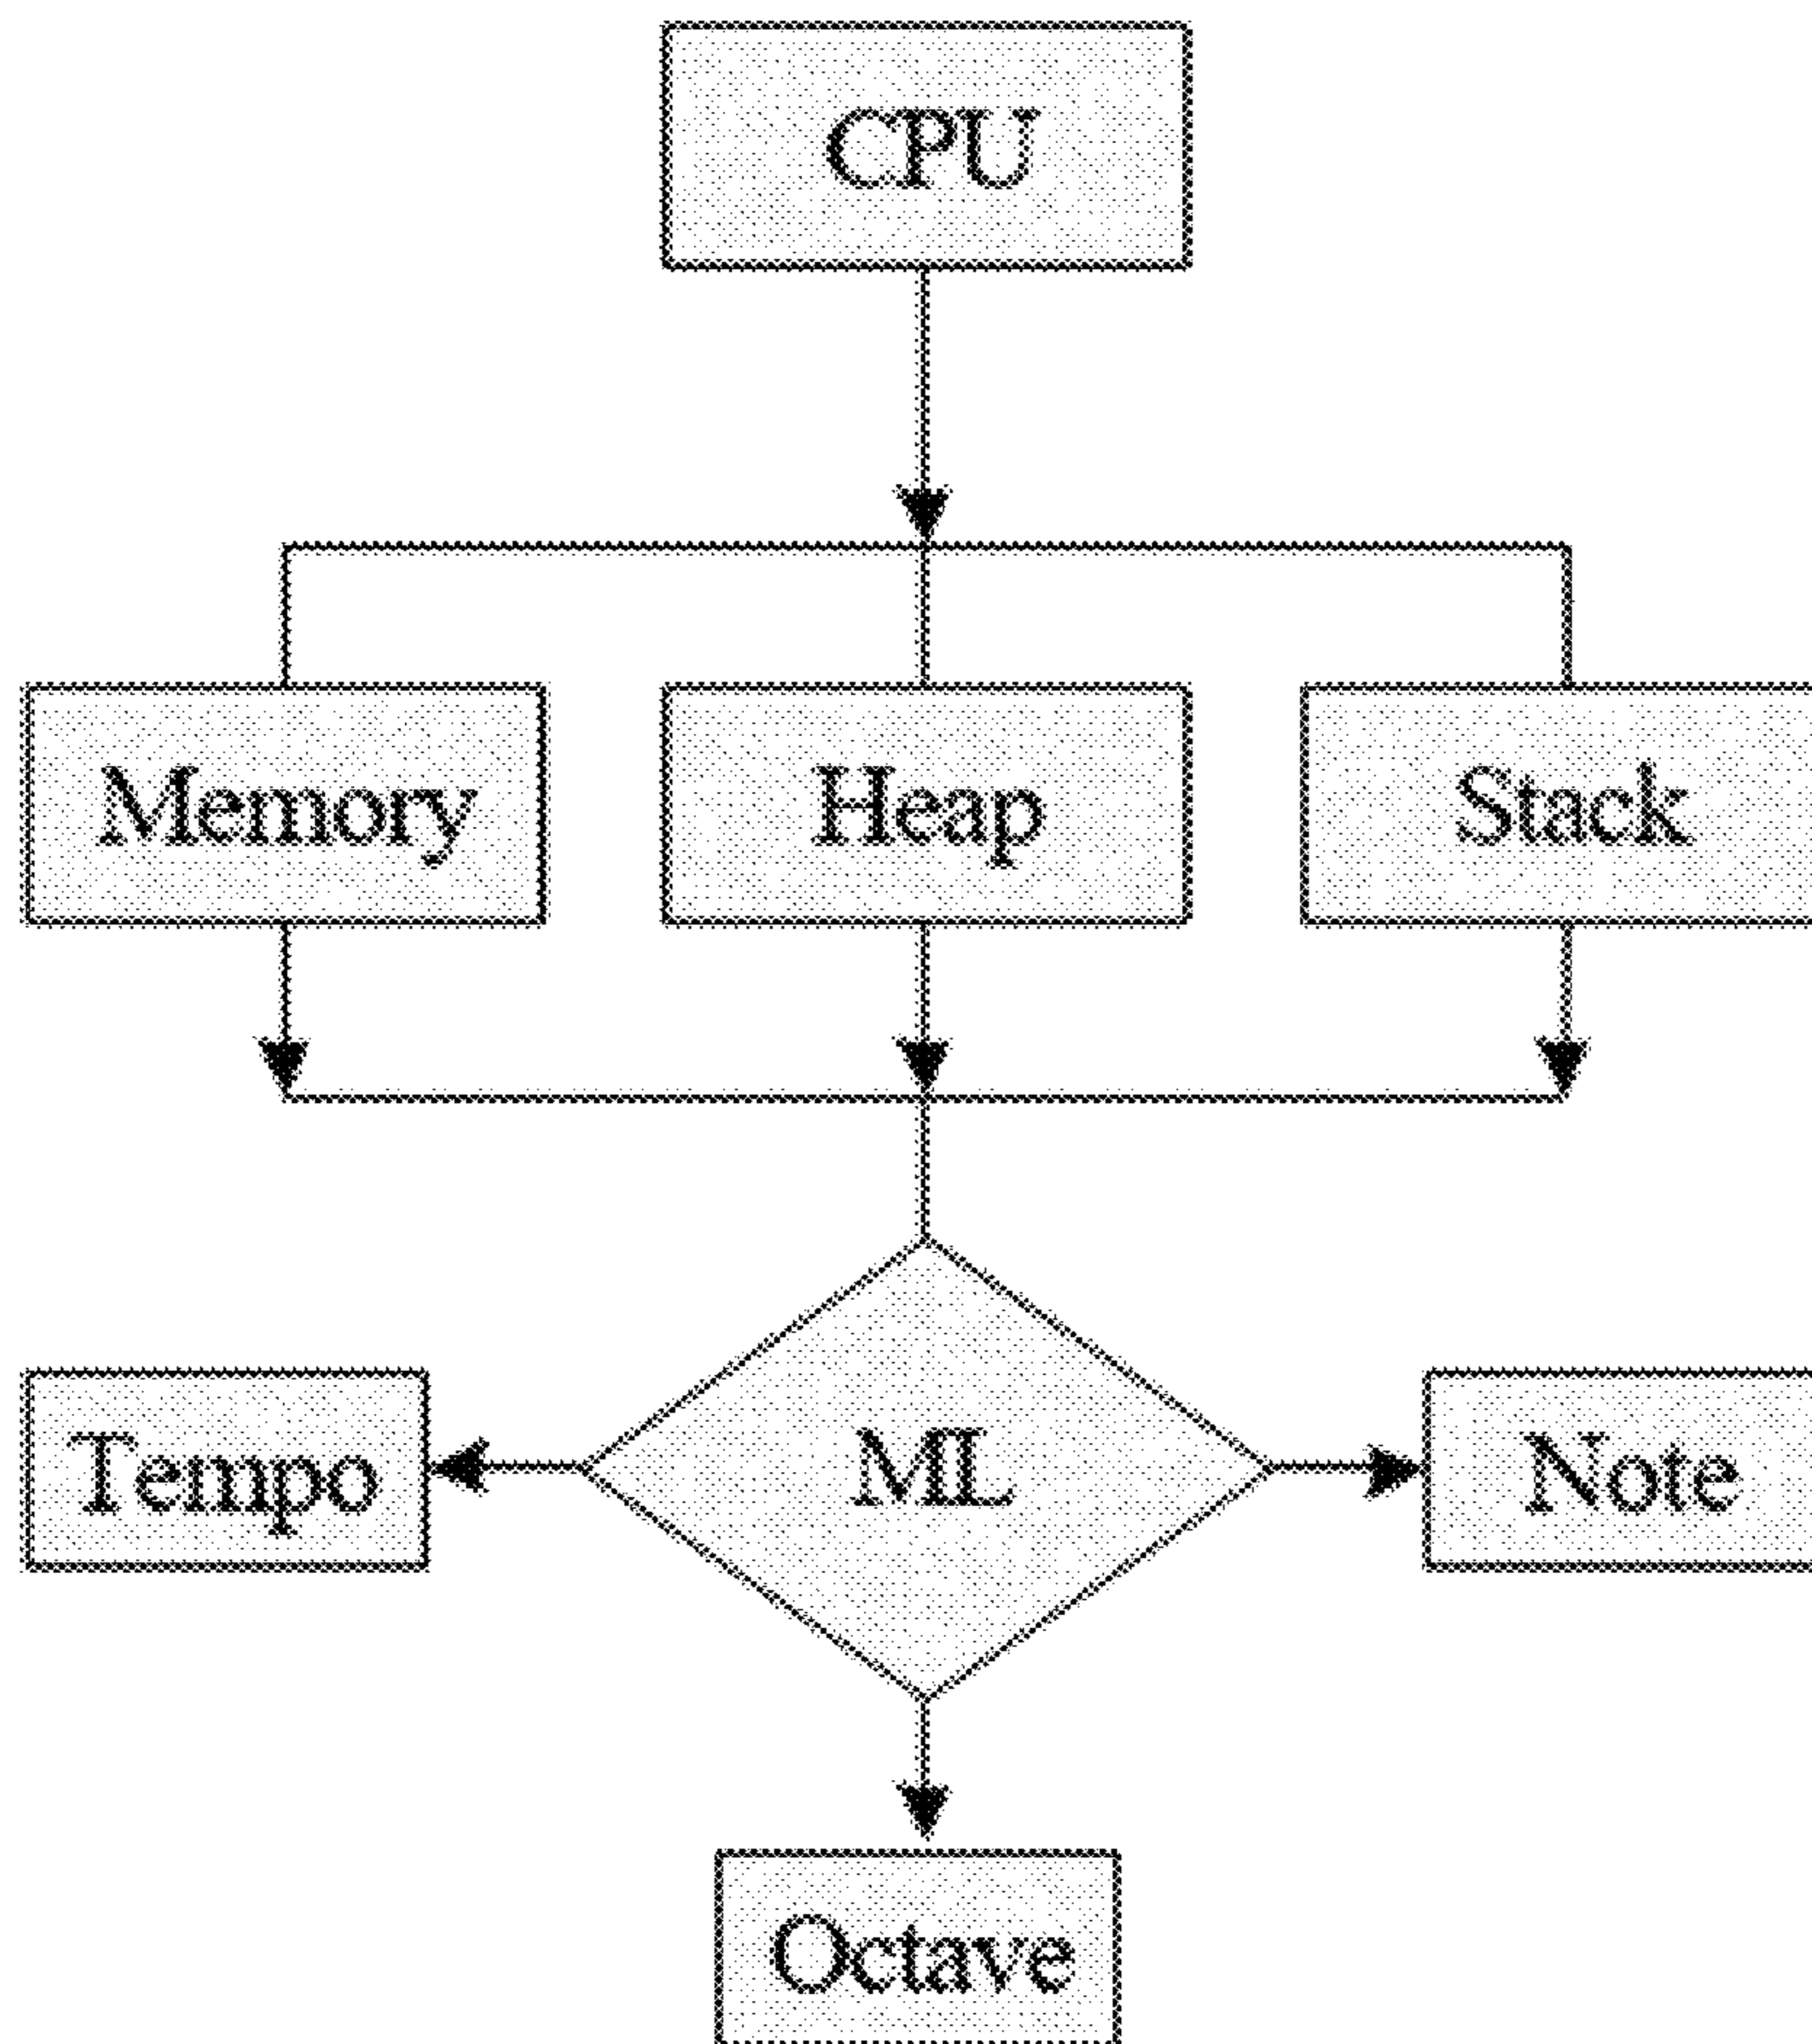 CPU
Memory
Heap
Stack
Tempo
ML
Note
Octave